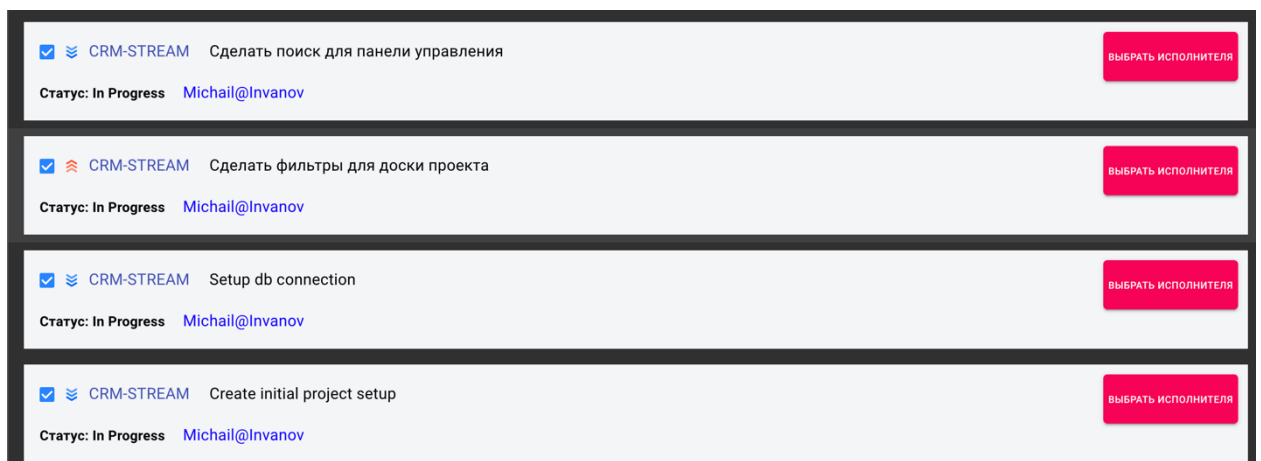 CRM-STREAM Сделать поиск для панели управления
ВЫБРАТЬ ИСПОЛНИТЕЛЯ
Статус: In Progress Michail@Invanov
CRM-STREAM Сделать фильтры для доски проекта
ВЫБРАТЬ ИСПОЛНИТЕЛЯ
Статус: In Progress Michail@Invanov
CRM-STREAM Setup db connection
ВЫБРАТЬ ИСПОЛНИТЕЛЯ
Статус: In Progress Michail@Invanov
CRM-STREAM Create initial project setup
ВЫБРАТЬ ИСПОЛНИТЕЛЯ
Статус: In Progress Michail@Invanov